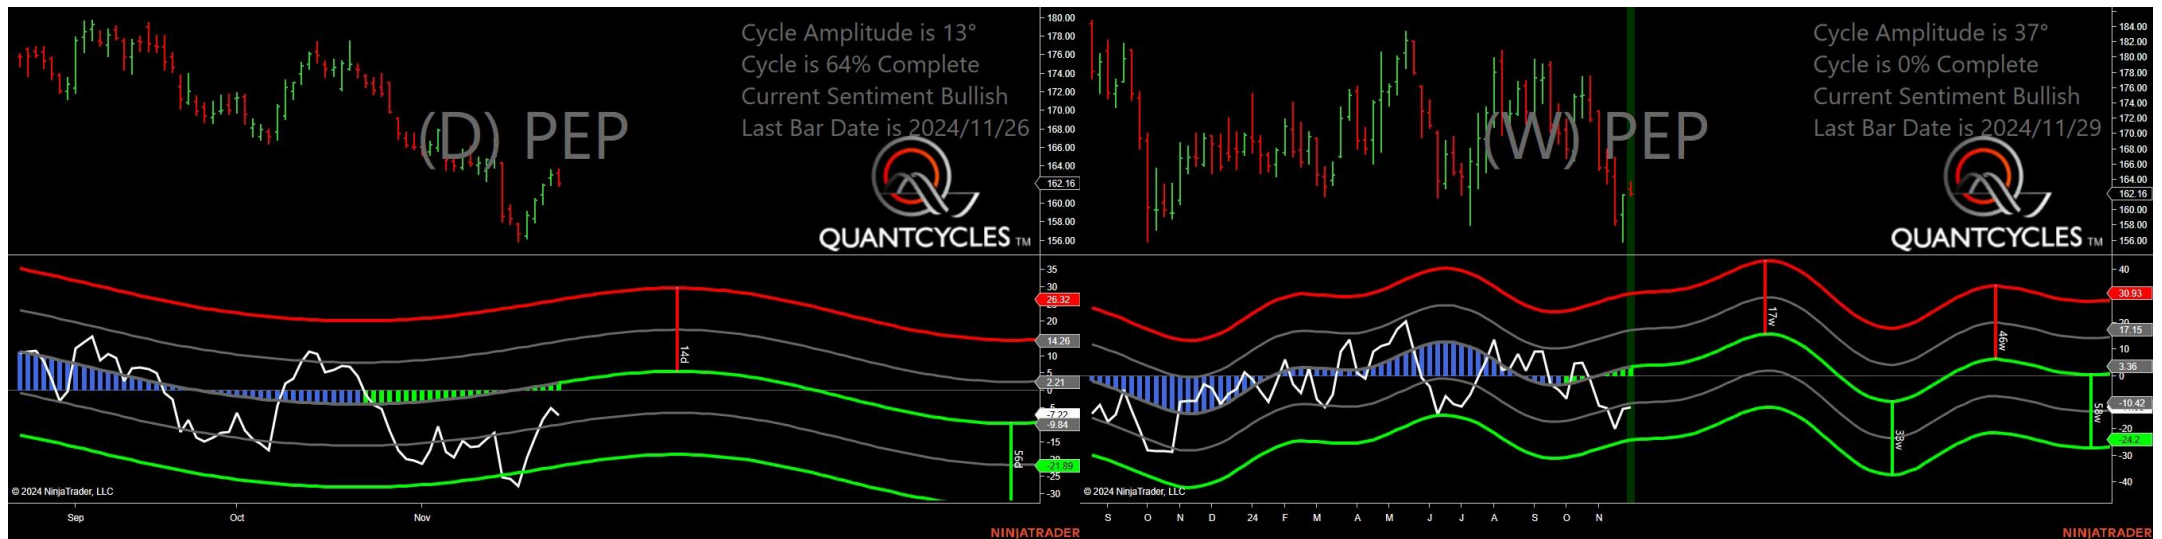 Cycle Amplitude is 13°
Cycle is 64% Complete
Current Sentiment Bullish
Last Bar Date is 2024/11/26
(D) PEP
QUANTCYCLES TM
180.00
178.00
176.00
174.00
172.00
170.00
168.00
166.00
164.00
162.16
160.00
158.00
156.00
35
30
26.32
20
14.26
10
5
2.21
0
-7.22
-9.84
-15
-21.89
-25
-30
14d
56d
© 2024 NinjaTrader, LLC
Sep Oct Nov
NINJATRADER
Cycle Amplitude is 37°
Cycle is 0% Complete
Current Sentiment Bullish
Last Bar Date is 2024/11/29
(W) PEP
QUANTCYCLES TM
184.00
182.00
180.00
178.00
176.00
174.00
172.00
170.00
168.00
166.00
164.00
162.16
160.00
158.00
156.00
40
30.93
17.15
10
3.36
0
-10.42
-20
-24.2
-30
-40
17w
38w
46w
58w
© 2024 NinjaTrader, LLC
S O N D 24 F M A M J J A S O N
NINJATRADER